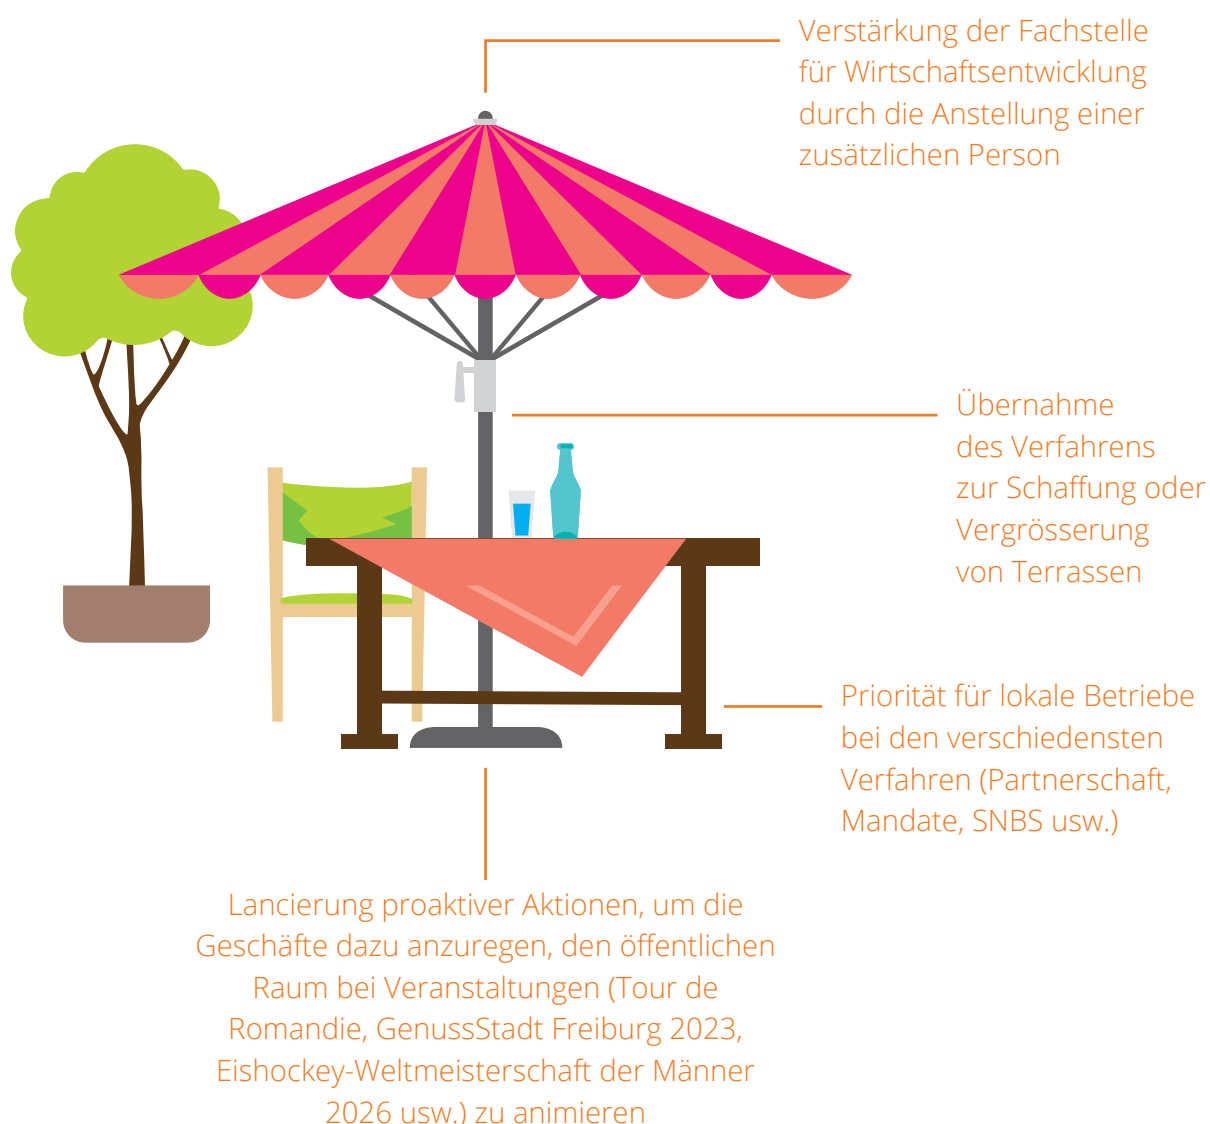 Verstärkung der Fachstelle
für Wirtschaftsentwicklung
durch die Anstellung einer
zusätzlichen Person
Übernahme
des Verfahrens
zur Schaffung oder
Vergrösserung
von Terrassen
Priorität für lokale Betriebe
bei den verschiedensten
Verfahren (Partnerschaft,
Mandate, SNBS usw.)
Lancierung proaktiver Aktionen, um die
Geschäfte dazu anzuregen, den öffentlichen
Raum bei Veranstaltungen (Tour de
Romandie, GenussStadt Freiburg 2023,
Eishockey-Weltmeisterschaft der Männer
2026 usw.) zu animieren